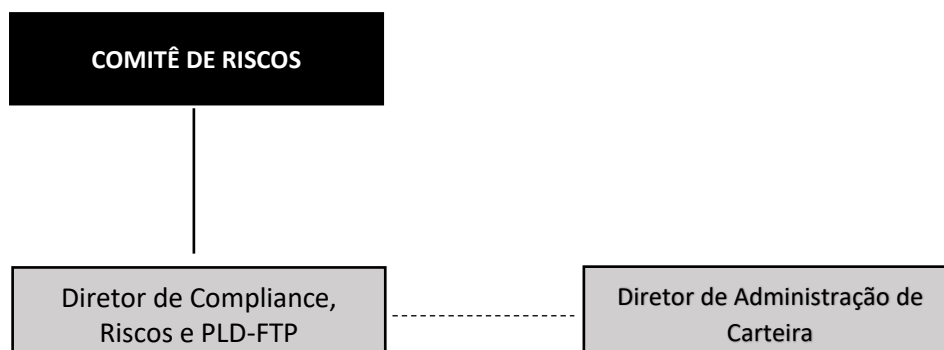 COMITÊ DE RISCOS
Diretor de Compliance,
Riscos e PLD-FTP
Diretor de Administração de
Carteira